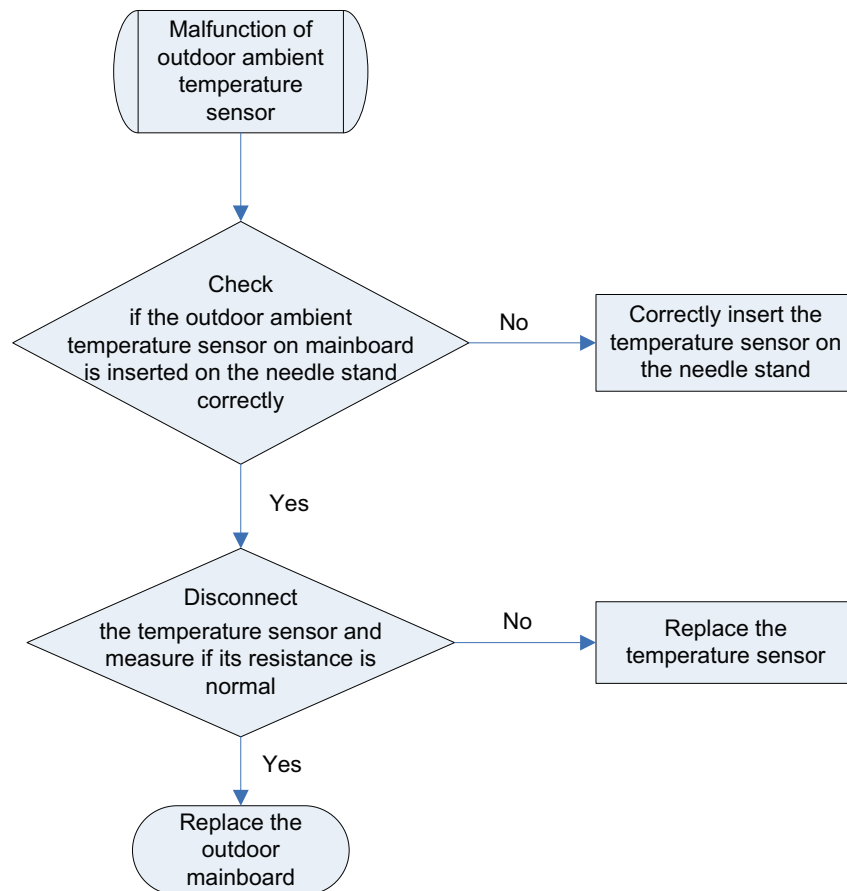 Malfunction of
outdoor ambient
temperature
sensor
Check
if the outdoor ambient
temperature sensor on mainboard
is inserted on the needle stand
correctly
No
Correctly insert the
temperature sensor on
the needle stand
Yes
Disconnect
the temperature sensor and
measure if its resistance is
normal
No
Replace the
temperature sensor
Yes
Replace the
outdoor
mainboard